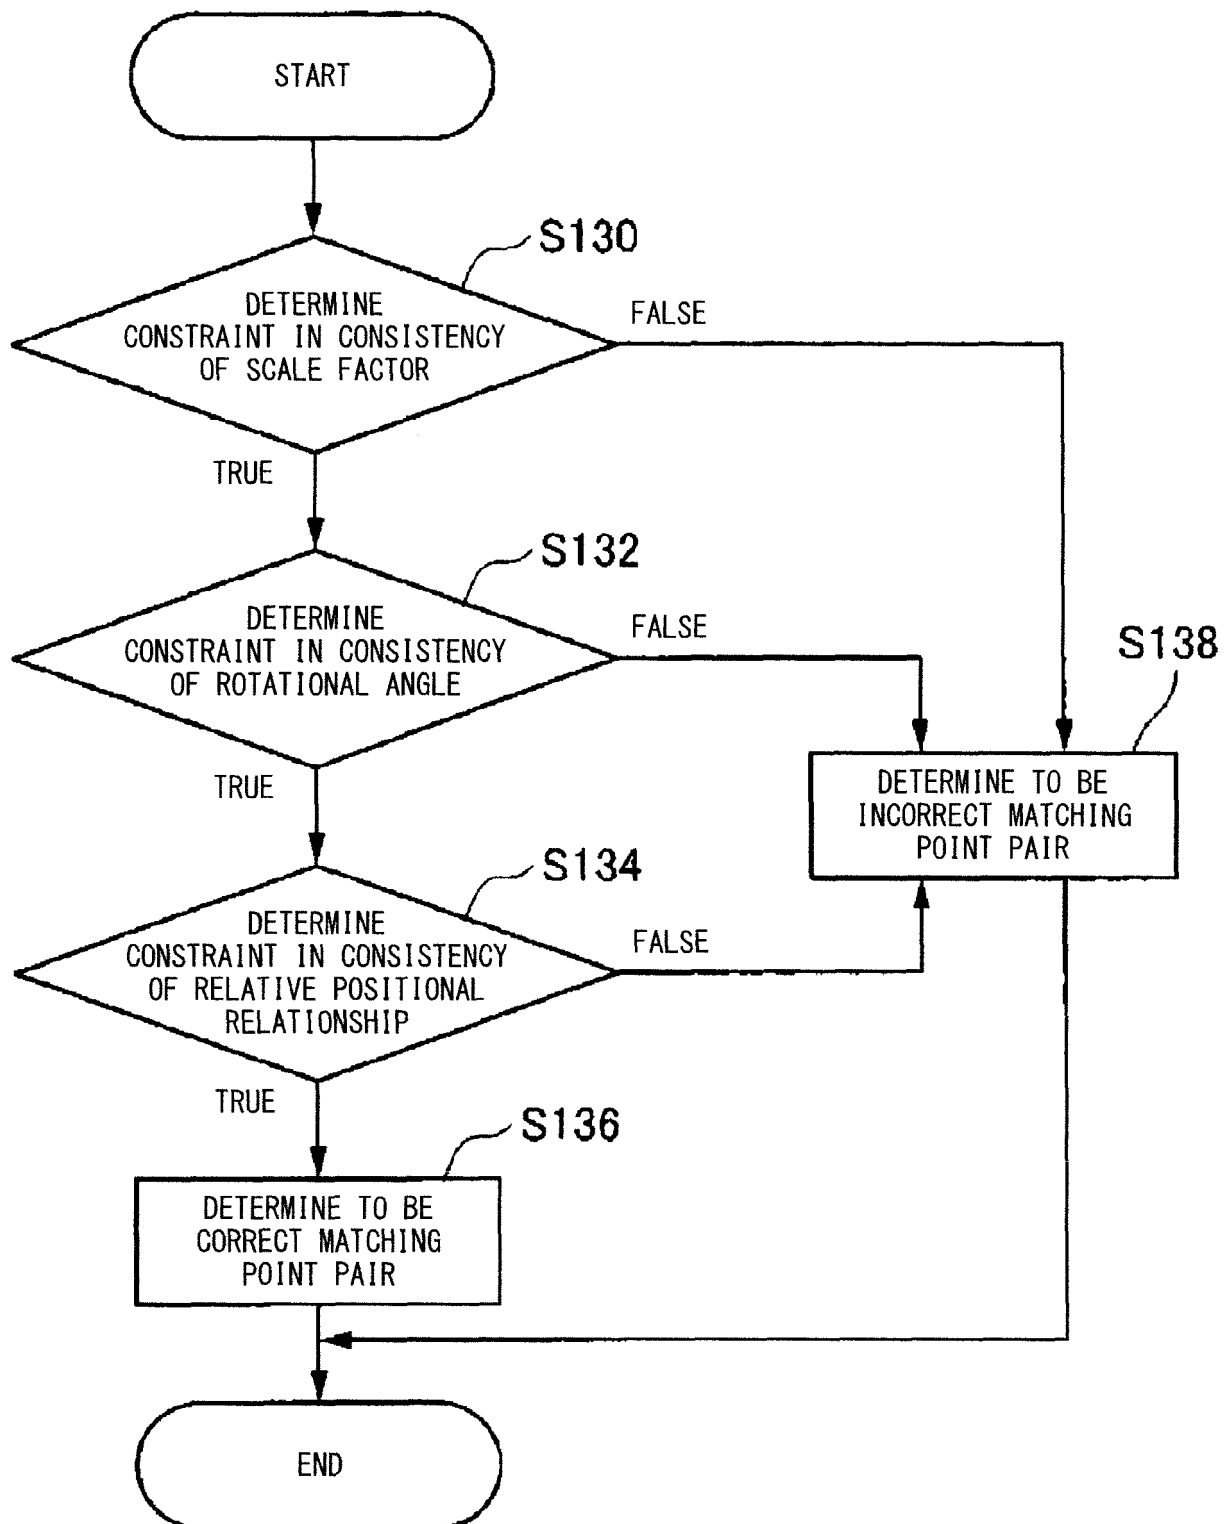 START
S130
DETERMINE
CONSTRAINT IN CONSISTENCY
OF SCALE FACTOR
FALSE
TRUE
S132
DETERMINE
CONSTRAINT IN CONSISTENCY
OF ROTATIONAL ANGLE
FALSE
TRUE
S138
DETERMINE TO BE
INCORRECT MATCHING
POINT PAIR
S134
DETERMINE
CONSTRAINT IN CONSISTENCY
OF RELATIVE POSITIONAL
RELATIONSHIP
FALSE
TRUE
S136
DETERMINE TO BE
CORRECT MATCHING
POINT PAIR
END